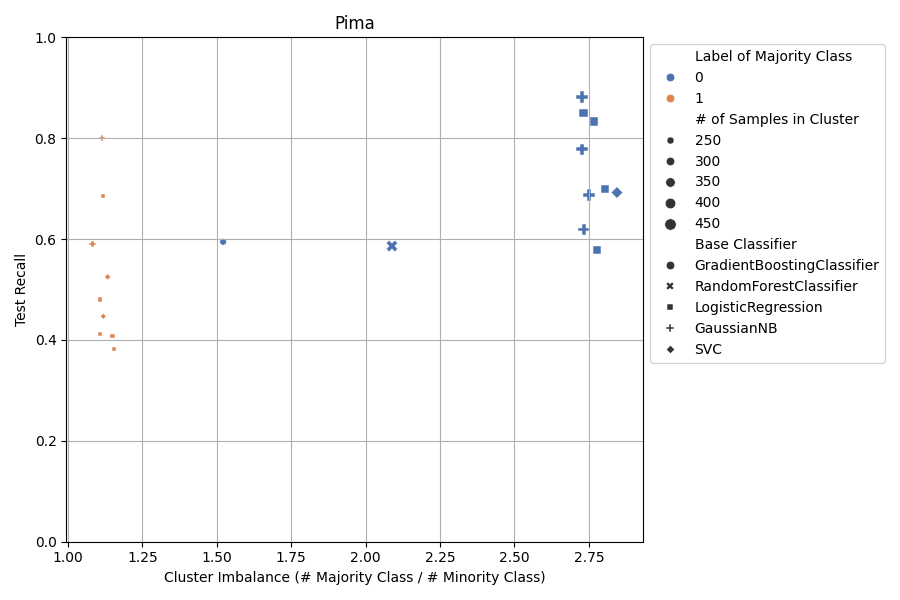 Pima
1.0
0.8
0.6
0.4
0.2
0.0
Test Recall
1.00
1.25
1.50
1.75
2.00
2.25
2.50
2.75
Cluster Imbalance (# Majority Class / # Minority Class)
Label of Majority Class
0
1
# of Samples in Cluster
250
300
350
400
450
Base Classifier
GradientBoostingClassifier
RandomForestClassifier
LogisticRegression
GaussianNB
SVC